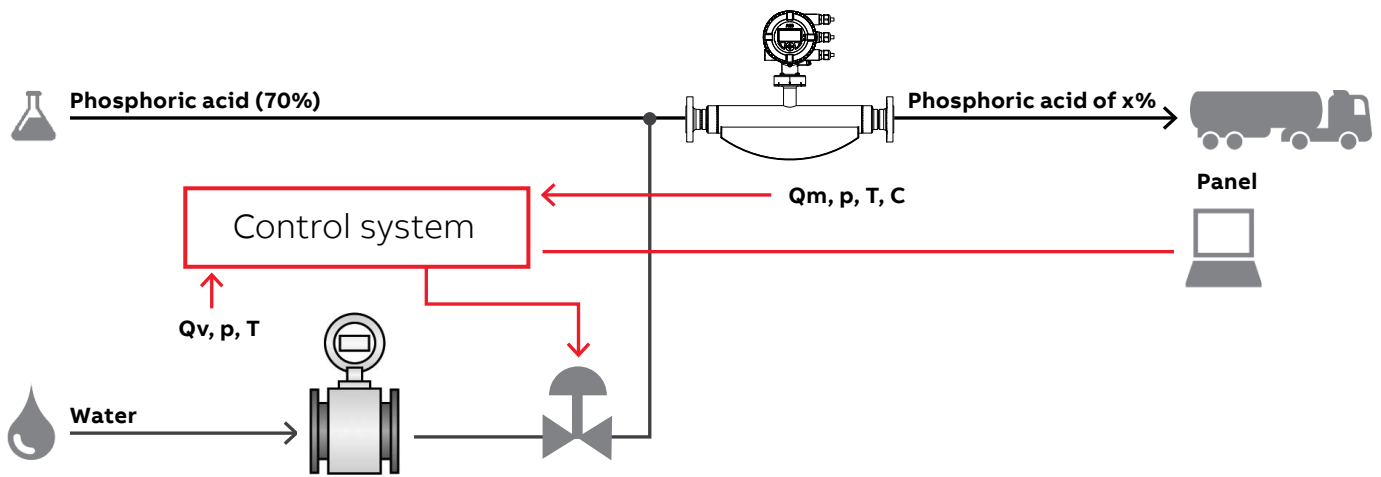 Phosphoric acid (70%)
Phosphoric acid of x%
Panel
Qm, p, T, C
Control system
Qv, p, T
Water